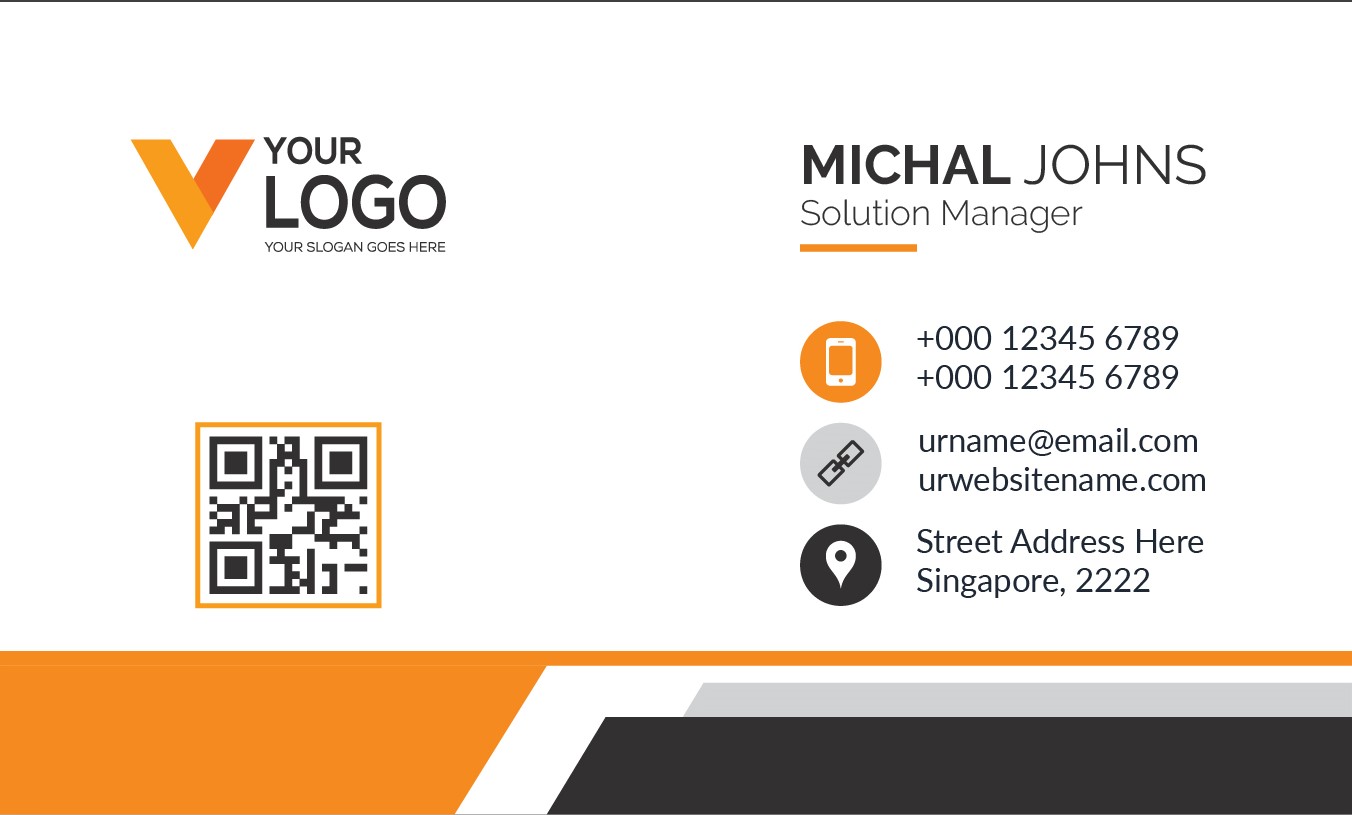 YOUR
LOGO
YOUR SLOGAN GOES HERE
MICHAL JOHNS
Solution Manager
+000 12345 6789
+000 12345 6789
urname@email.com
urwebsitename.com
Street Address Here
Singapore, 2222